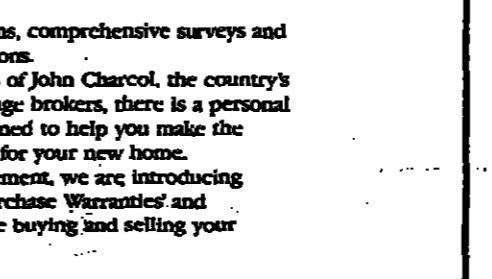 ns, comprehensive surveys and
ons.
of John Charcol, the country's
ge brokers, there is a personal
ned to help you make the
for your new home.
ment, we are introducing
rchase Warranties' and
e buying and selling your